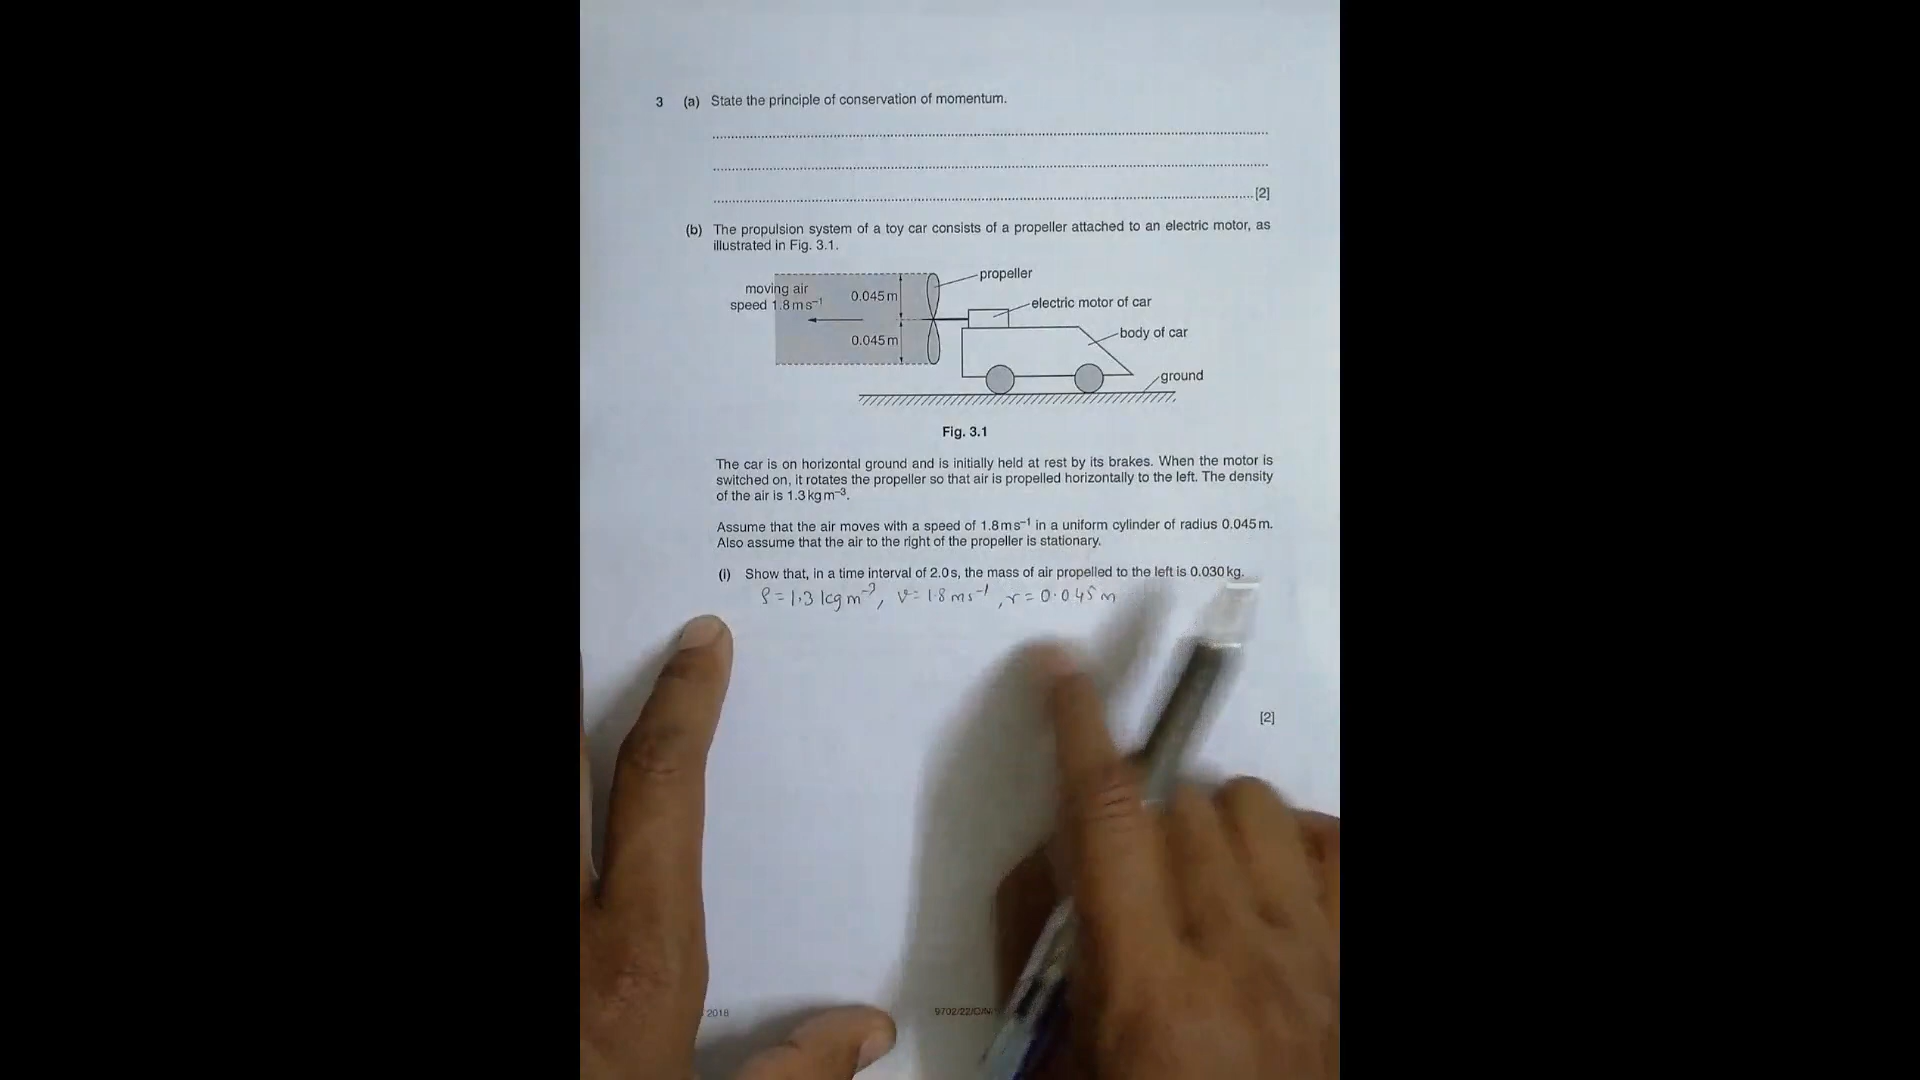 3 (a) State the principle of conservation of momentum.
[2]
(b) The propulsion system of a toy car consists of a propeller attached to an electric motor, as
illustrated in Fig. 3.1.
propeller
moving air
speed 1.8 m s⁻¹
0.045 m
electric motor of car
body of car
0.045 m
ground
Fig. 3.1
The car is on horizontal ground and is initially held at rest by its brakes. When the motor is
switched on, it rotates the propeller so that air is propelled horizontally to the left. The density
of the air is 1.3 kg m⁻³.
Assume that the air moves with a speed of 1.8 m s⁻¹ in a uniform cylinder of radius 0.045 m.
Also assume that the air to the right of the propeller is stationary.
(i) Show that, in a time interval of 2.0 s, the mass of air propelled to the left is 0.030 kg.
ρ = 1.3 kg m⁻³, v = 1.8 ms⁻¹, r = 0.045 m
[2]
2018